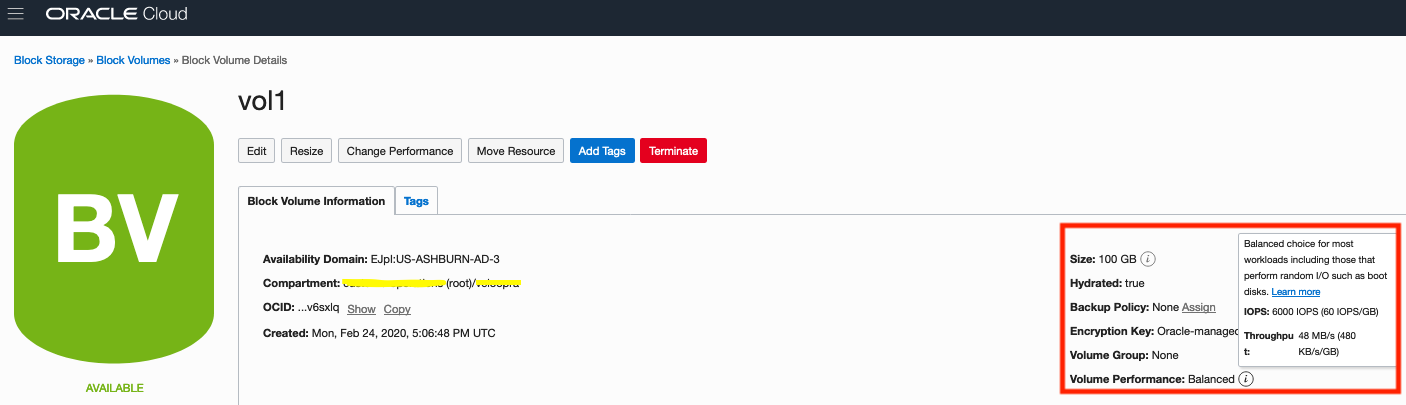 ORACLE Cloud
Block Storage » Block Volumes » Block Volume Details
BV
AVAILABLE
vol1
Edit Resize Change Performance Move Resource Add Tags Terminate
Block Volume Information Tags
Availability Domain: EJpl:US-ASHBURN-AD-3
Compartment: (root)/
OCID: ...v6sxlq Show Copy
Created: Mon, Feb 24, 2020, 5:06:48 PM UTC
Size: 100 GB i
Hydrated: true
Backup Policy: None Assign
Encryption Key: Oracle-managed
Volume Group: None
Volume Performance: Balanced i
Balanced choice for most
workloads including those that
perform random I/O such as boot
disks. Learn more
IOPS: 6000 IOPS (60 IOPS/GB)
Throughpu 48 MB/s (480
t: KB/s/GB)